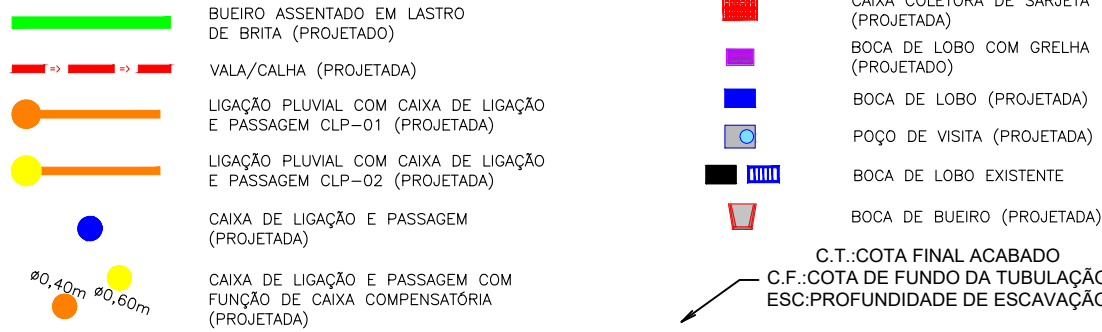 BUEIRO ASSENTADO EM LASTRO
DE BRITA (PROJETADO)
=> =>
VALA/CALHA (PROJETADA)
LIGAÇÃO PLUVIAL COM CAIXA DE LIGAÇÃO
E PASSAGEM CLP-01 (PROJETADA)
LIGAÇÃO PLUVIAL COM CAIXA DE LIGAÇÃO
E PASSAGEM CLP-02 (PROJETADA)
CAIXA DE LIGAÇÃO E PASSAGEM
(PROJETADA)
ø0,40m ø0,60m
CAIXA DE LIGAÇÃO E PASSAGEM COM
FUNÇÃO DE CAIXA COMPENSATÓRIA
(PROJETADA)
CAIXA COLETORA DE SARJETA
(PROJETADA)
BOCA DE LOBO COM GRELHA
(PROJETADO)
BOCA DE LOBO (PROJETADA)
POÇO DE VISITA (PROJETADA)
BOCA DE LOBO EXISTENTE
BOCA DE BUEIRO (PROJETADA)
C.T.:COTA FINAL ACABADO
C.F.:COTA DE FUNDO DA TUBULAÇÃO
ESC:PROFUNDIDADE DE ESCAVAÇÃO